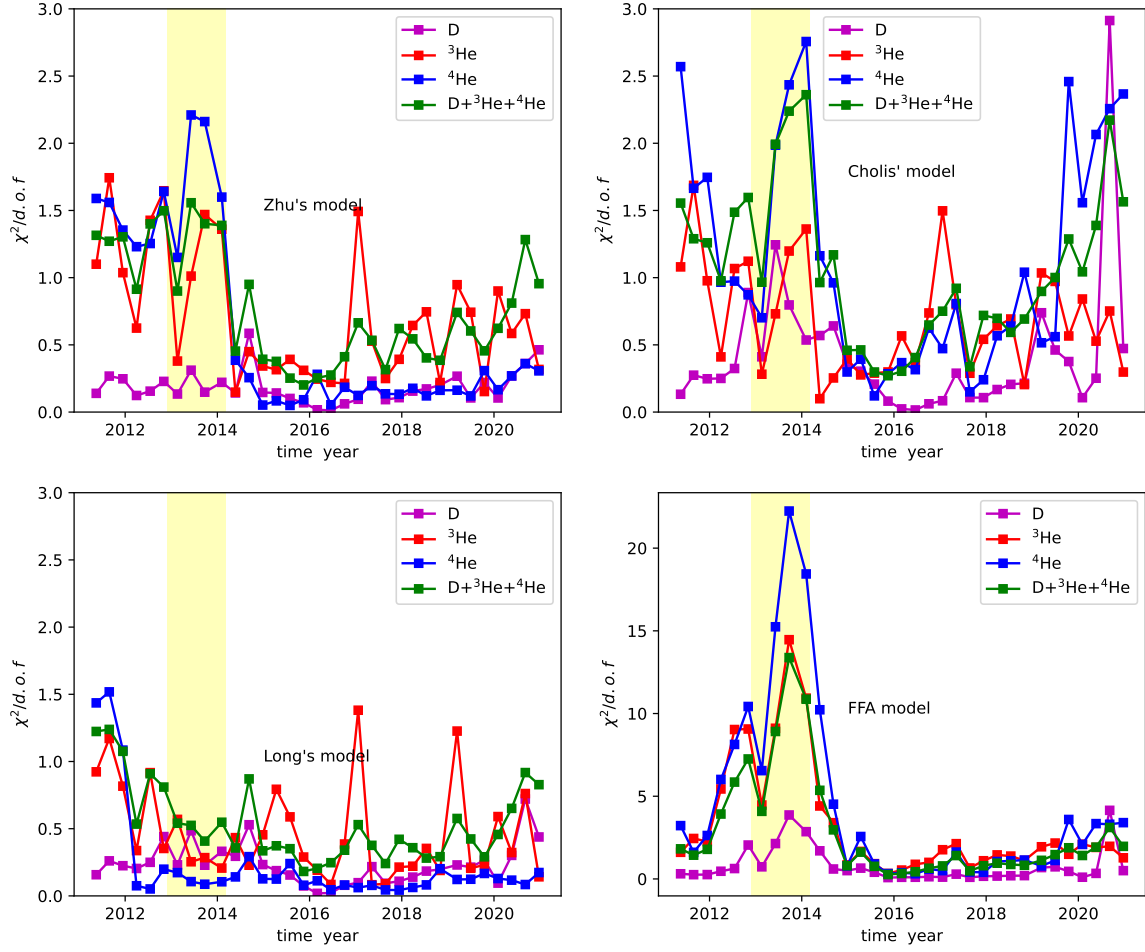 3.0
2.5
2.0
1.5
1.0
0.5
0.0
χ²/d.o.f
D
³He
⁴He
D+³He+⁴He
Zhu's model
2012 2014 2016 2018 2020
time year
3.0
2.5
2.0
1.5
1.0
0.5
0.0
χ²/d.o.f
D
³He
⁴He
D+³He+⁴He
Cholis' model
2012 2014 2016 2018 2020
time year
3.0
2.5
2.0
1.5
1.0
0.5
0.0
χ²/d.o.f
D
³He
⁴He
D+³He+⁴He
Long's model
2012 2014 2016 2018 2020
time year
20
15
10
5
0
χ²/d.o.f
D
³He
⁴He
D+³He+⁴He
FFA model
2012 2014 2016 2018 2020
time year